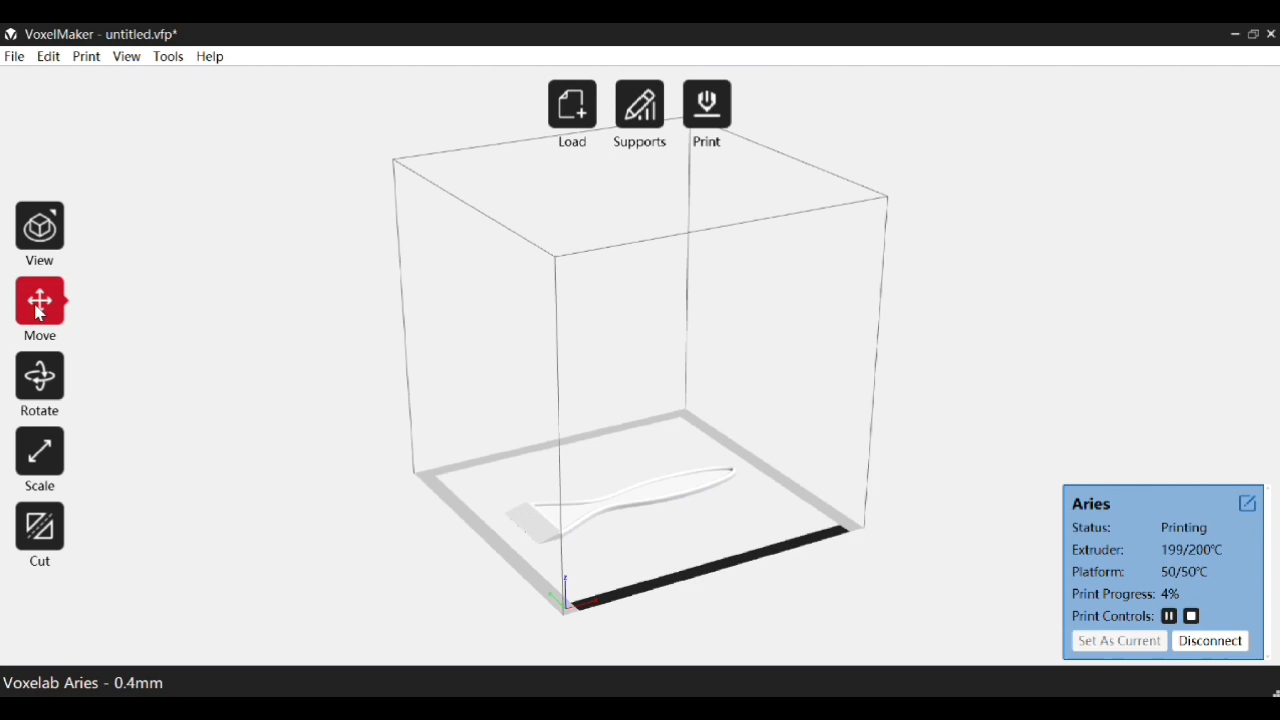 VoxelMaker - untitled.vfp*
File Edit Print View Tools Help
Load Supports Print
View
Move
Rotate
Scale
Cut
z
Aries
Status: Printing
Extruder: 199/200°C
Platform: 50/50°C
Print Progress: 4%
Print Controls:
Set As Current Disconnect
Voxelab Aries - 0.4mm